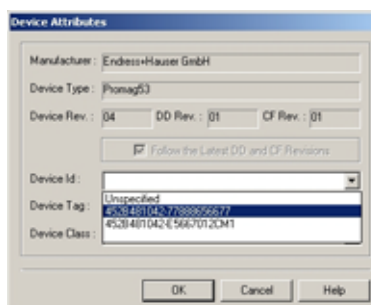 Device Attributes
Manufacturer : Endress+Hauser GmbH
Device Type : Promag53
Device Rev. : 04 DD Rev. : 01 CF Rev. : 01
Follow the Latest DD and CF Revisions
Device Id :
Unspecified
Device Tag : 452B481042-77888656677
452B481042-E5667012CM1
Device Class :
OK Cancel Help